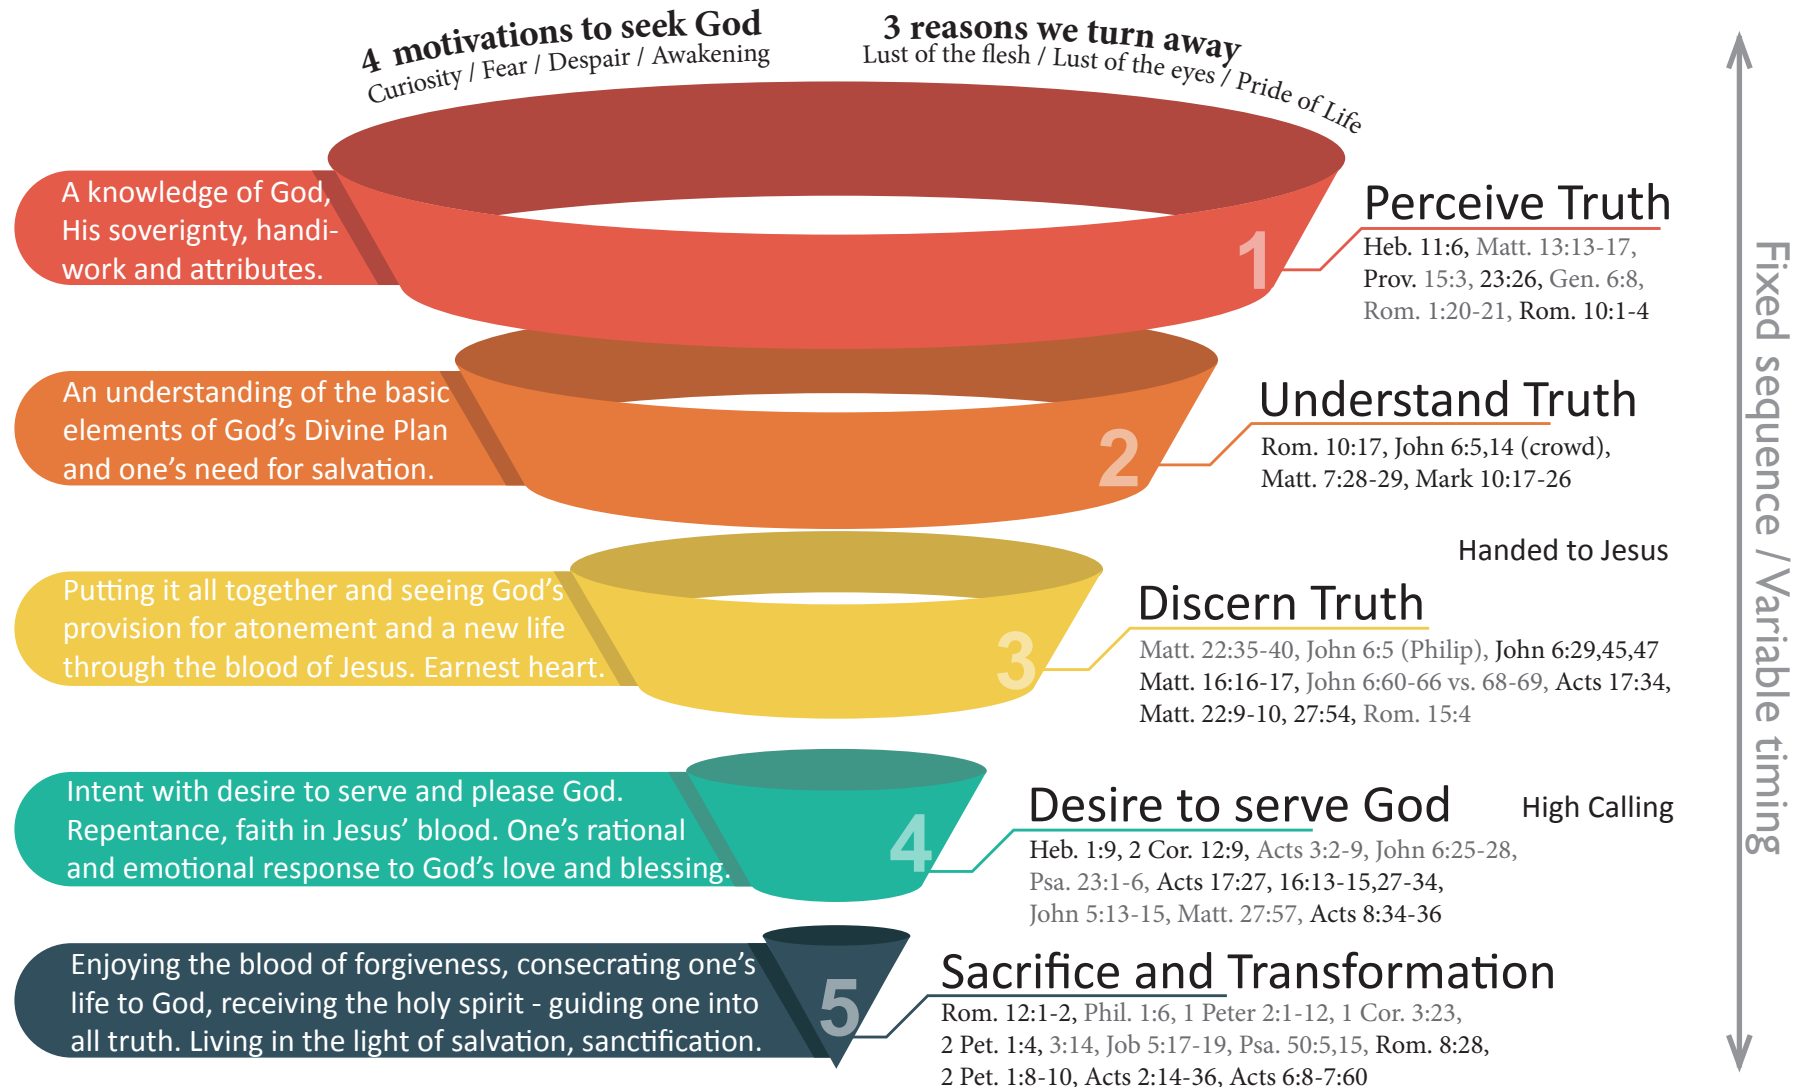 4 motivations to seek God
Curiosity / Fear / Despair / Awakening
3 reasons we turn away
Lust of the flesh / Lust of the eyes / Pride of Life
A knowledge of God,
His soverignty, handi-
work and attributes.
1
Perceive Truth
Heb. 11:6, Matt. 13:13-17,
Prov. 15:3, 23:26, Gen. 6:8,
Rom. 1:20-21, Rom. 10:1-4
An understanding of the basic
elements of God’s Divine Plan
and one’s need for salvation.
2
Understand Truth
Rom. 10:17, John 6:5,14 (crowd),
Matt. 7:28-29, Mark 10:17-26
Handed to Jesus
Putting it all together and seeing God’s
provision for atonement and a new life
through the blood of Jesus. Earnest heart.
3
Discern Truth
Matt. 22:35-40, John 6:5 (Philip), John 6:29,45,47
Matt. 16:16-17, John 6:60-66 vs. 68-69, Acts 17:34,
Matt. 22:9-10, 27:54, Rom. 15:4
Intent with desire to serve and please God.
Repentance, faith in Jesus’ blood. One’s rational
and emotional response to God’s love and blessing.
4
Desire to serve God
High Calling
Heb. 1:9, 2 Cor. 12:9, Acts 3:2-9, John 6:25-28,
Psa. 23:1-6, Acts 17:27, 16:13-15,27-34,
John 5:13-15, Matt. 27:57, Acts 8:34-36
Enjoying the blood of forgiveness, consecrating one’s
life to God, receiving the holy spirit - guiding one into
all truth. Living in the light of salvation, sanctification.
5
Sacrifice and Transformation
Rom. 12:1-2, Phil. 1:6, 1 Peter 2:1-12, 1 Cor. 3:23,
2 Pet. 1:4, 3:14, Job 5:17-19, Psa. 50:5,15, Rom. 8:28,
2 Pet. 1:8-10, Acts 2:14-36, Acts 6:8-7:60
Fixed sequence / Variable timing